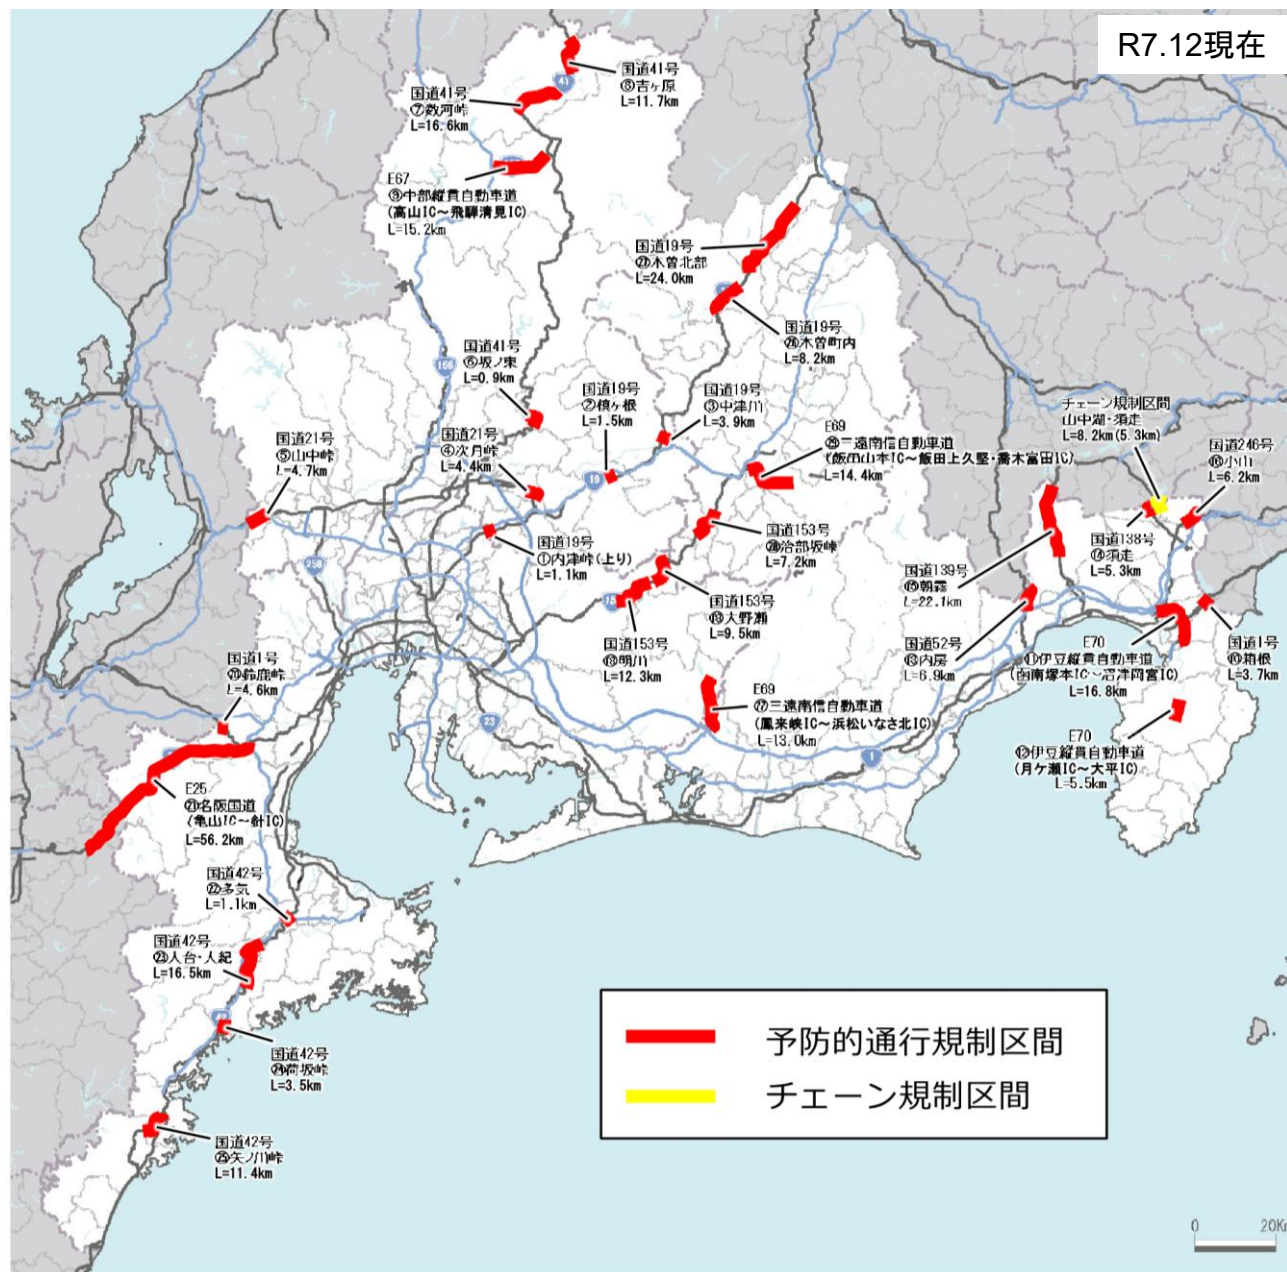 R7.12現在
国道41号
⑧吉ヶ原
L=11.7km
国道41号
⑦数河峠
L=16.6km
41
E67
⑨中部縦貫自動車道
(高山IC～飛騨清見IC)
L=15.2km
国道19号
㉗木曽北部
L=24.0km
国道19号
㉖木曽町内
L=8.2km
国道41号
⑥坂ノ東
L=0.9km
国道19号
②槙ヶ根
L=1.5km
国道19号
③中津川
L=3.9km
チェーン規制区間
山中湖・須走
L=8.2km(5.3km)
国道246号
⑯小山
L=6.2km
国道21号
⑤山中峠
L=4.7km
国道21号
④次月峠
L=4.4km
E69
㉙三遠南信自動車道
(飯田山本IC～飯田上久堅・喬木富田IC)
L=14.4km
19
国道19号
①内津峠(上り)
L=1.1km
国道153号
㉘治部坂峠
L=7.2km
国道138号
⑭須走
L=5.3km
国道139号
⑮朝霧
L=22.1km
258
国道153号
⑲大野瀬
L=9.5km
国道153号
⑱明川
L=12.3km
国道52号
⑬内房
L=6.9km
E70
⑪伊豆縦貫自動車道
(函南塚本IC～沼津岡宮IC)
L=16.8km
国道1号
⑩箱根
L=3.7km
国道1号
⑳鈴鹿峠
L=4.6km
E69
⑰三遠南信自動車道
(鳳来峡IC～浜松いなさ北IC)
L=13.0km
23
1
E70
⑫伊豆縦貫自動車道
(月ケ瀬IC～大平IC)
L=5.5km
E25
㉑名阪国道
(亀山IC～針IC)
L=56.2km
国道42号
㉒多気
L=1.1km
国道42号
㉓大台・大紀
L=16.5km
国道42号
㉔荷坂峠
L=3.5km
国道42号
㉕矢ノ川峠
L=11.4km
予防的通行規制区間
チェーン規制区間
0 20K